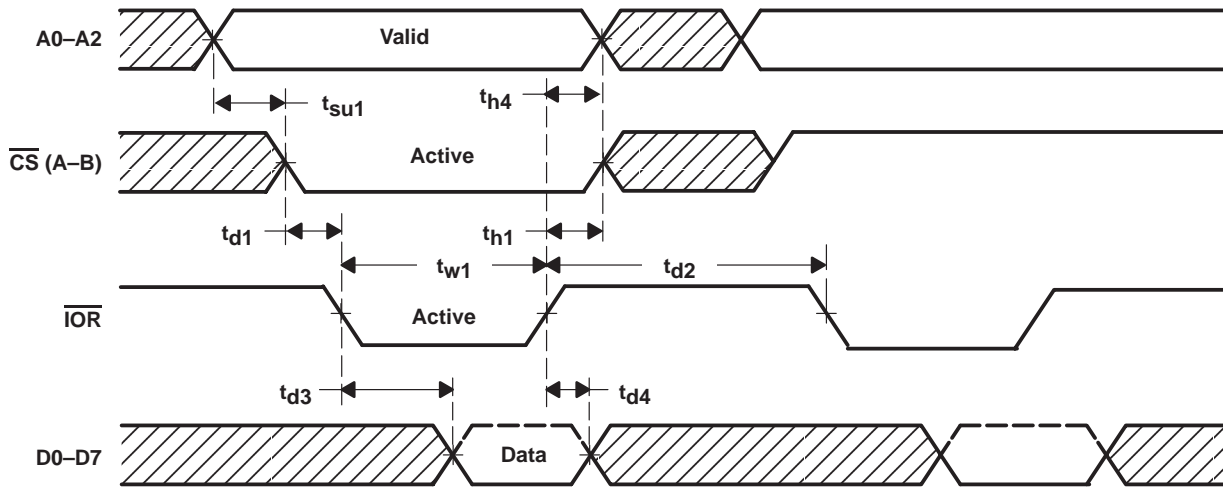 A0–A2
Valid
tsu1
th4
CS (A–B)
Active
td1
th1
tw1
td2
IOR
Active
td3
td4
D0–D7
Data